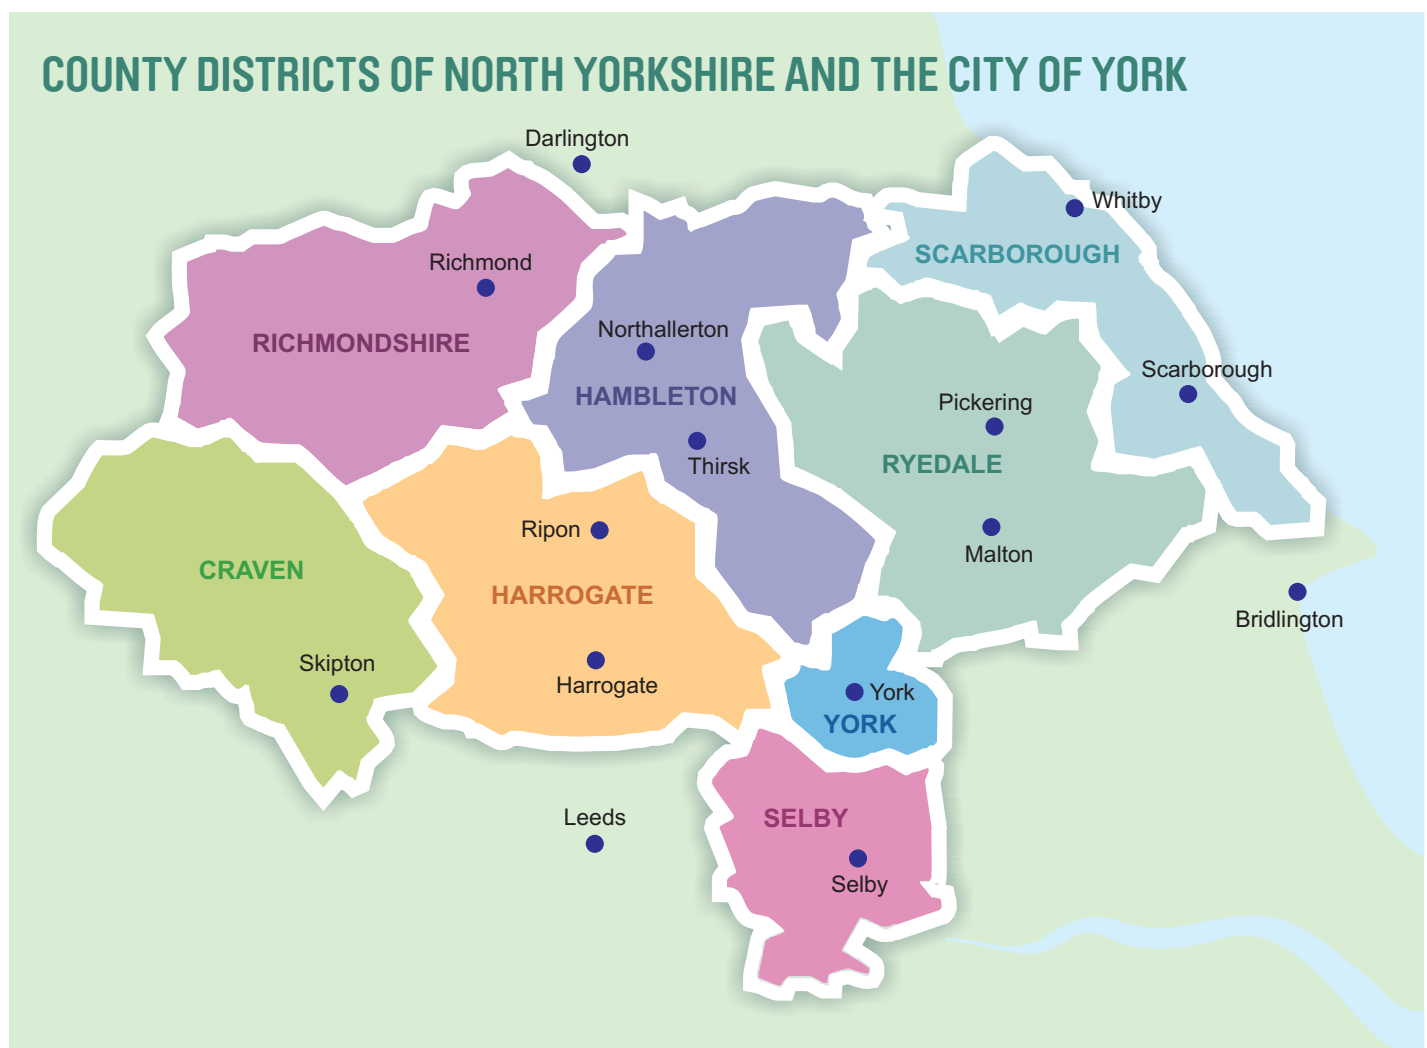 COUNTY DISTRICTS OF NORTH YORKSHIRE AND THE CITY OF YORK
Darlington
Whitby
SCARBOROUGH
Richmond
Northallerton
RICHMONDSHIRE
Scarborough
HAMBLETON
Pickering
Thirsk
RYEDALE
Ripon
Malton
CRAVEN
HARROGATE
Bridlington
Skipton
Harrogate
York
YORK
Leeds
SELBY
Selby